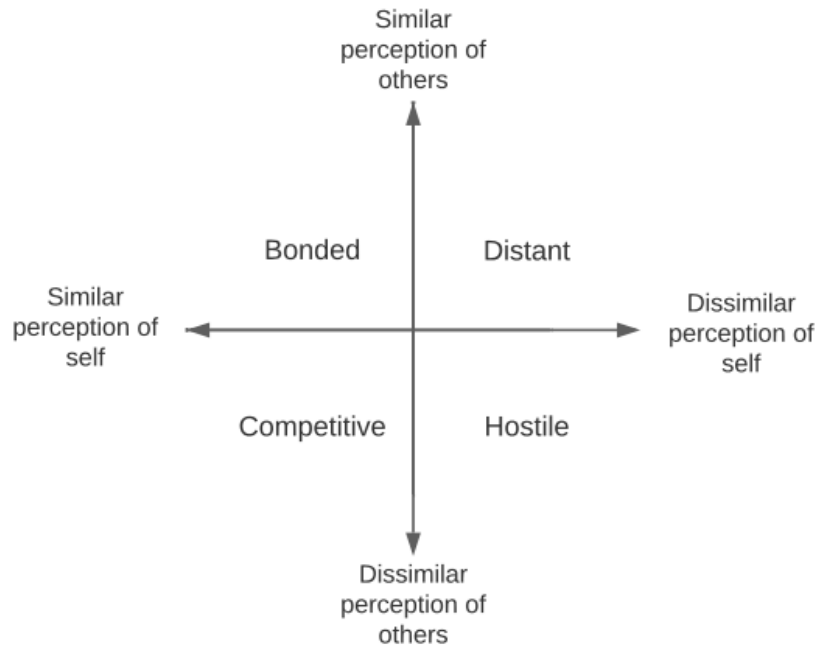 Similar
perception of
others
Bonded
Distant
Similar
perception of
self
Dissimilar
perception of
self
Competitive
Hostile
Dissimilar
perception of
others